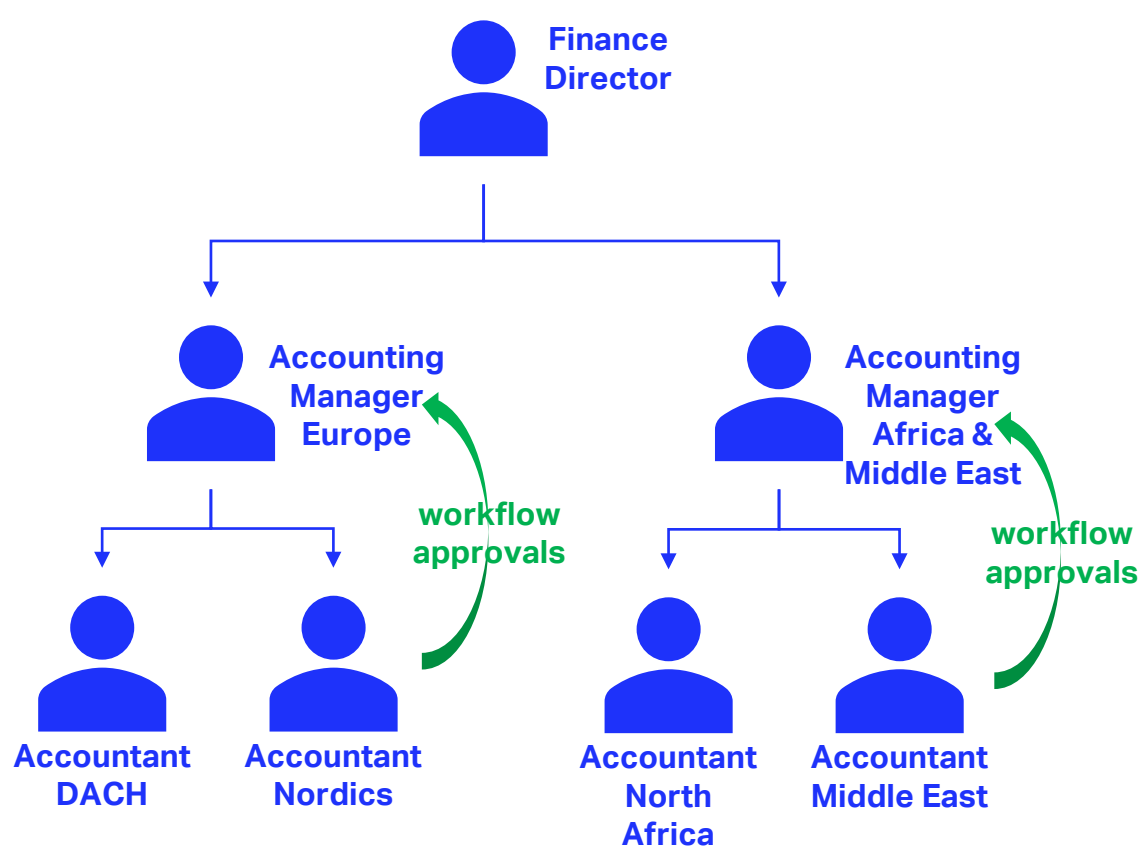 Finance
Director
Accounting
Manager
Europe
Accounting
Manager
Africa &
Middle East
workflow
approvals
workflow
approvals
Accountant
DACH
Accountant
Nordics
Accountant
North
Africa
Accountant
Middle East